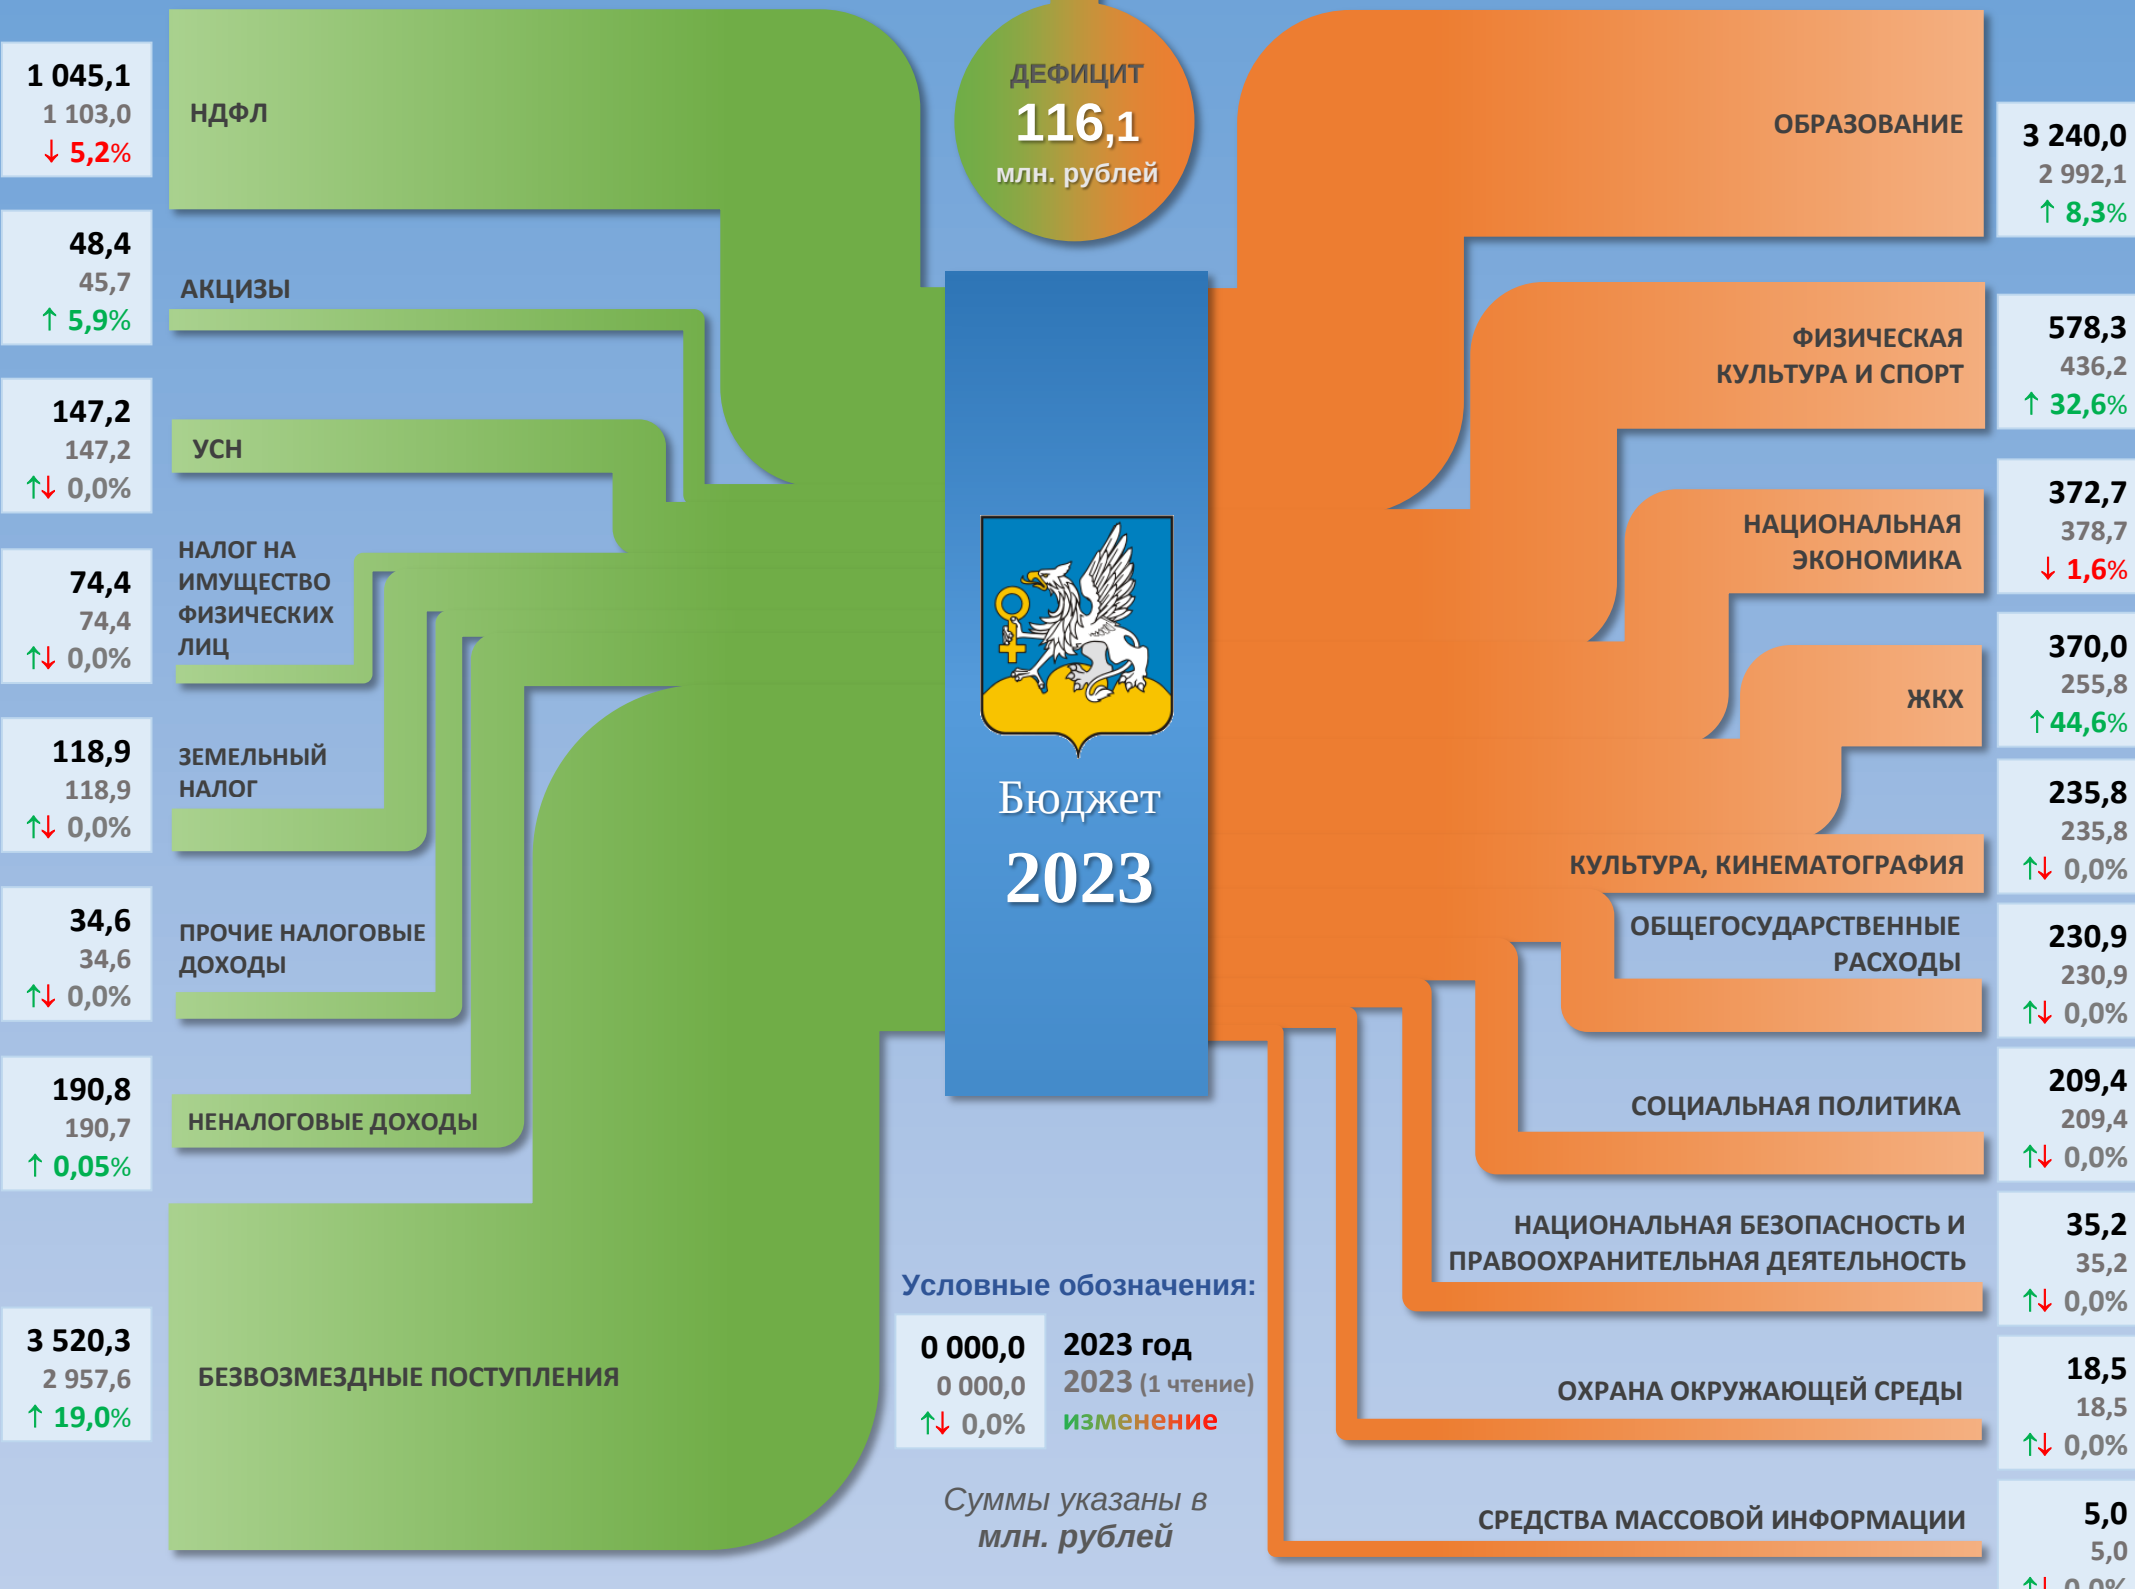 1 045,1
1 103,0
↓ 5,2%
НДФЛ
48,4
45,7
↑ 5,9%
АКЦИЗЫ
147,2
147,2
↑↓ 0,0%
УСН
74,4
74,4
↑↓ 0,0%
НАЛОГ НА
ИМУЩЕСТВО
ФИЗИЧЕСКИХ
ЛИЦ
118,9
118,9
↑↓ 0,0%
ЗЕМЕЛЬНЫЙ
НАЛОГ
34,6
34,6
↑↓ 0,0%
ПРОЧИЕ НАЛОГОВЫЕ
ДОХОДЫ
190,8
190,7
↑ 0,05%
НЕНАЛОГОВЫЕ ДОХОДЫ
3 520,3
2 957,6
↑ 19,0%
БЕЗВОЗМЕЗДНЫЕ ПОСТУПЛЕНИЯ
ДЕФИЦИТ
116,1
млн. рублей
Бюджет
2023
Условные обозначения:
0 000,0
0 000,0
↑↓ 0,0%
2023 год
2023 (1 чтение)
изменение
Суммы указаны в
млн. рублей
ОБРАЗОВАНИЕ
3 240,0
2 992,1
↑ 8,3%
ФИЗИЧЕСКАЯ
КУЛЬТУРА И СПОРТ
578,3
436,2
↑ 32,6%
НАЦИОНАЛЬНАЯ
ЭКОНОМИКА
372,7
378,7
↓ 1,6%
ЖКХ
370,0
255,8
↑ 44,6%
КУЛЬТУРА, КИНЕМАТОГРАФИЯ
235,8
235,8
↑↓ 0,0%
ОБЩЕГОСУДАРСТВЕННЫЕ
РАСХОДЫ
230,9
230,9
↑↓ 0,0%
СОЦИАЛЬНАЯ ПОЛИТИКА
209,4
209,4
↑↓ 0,0%
НАЦИОНАЛЬНАЯ БЕЗОПАСНОСТЬ И
ПРАВООХРАНИТЕЛЬНАЯ ДЕЯТЕЛЬНОСТЬ
35,2
35,2
↑↓ 0,0%
ОХРАНА ОКРУЖАЮЩЕЙ СРЕДЫ
18,5
18,5
↑↓ 0,0%
СРЕДСТВА МАССОВОЙ ИНФОРМАЦИИ
5,0
5,0
↑↓ 0,0%